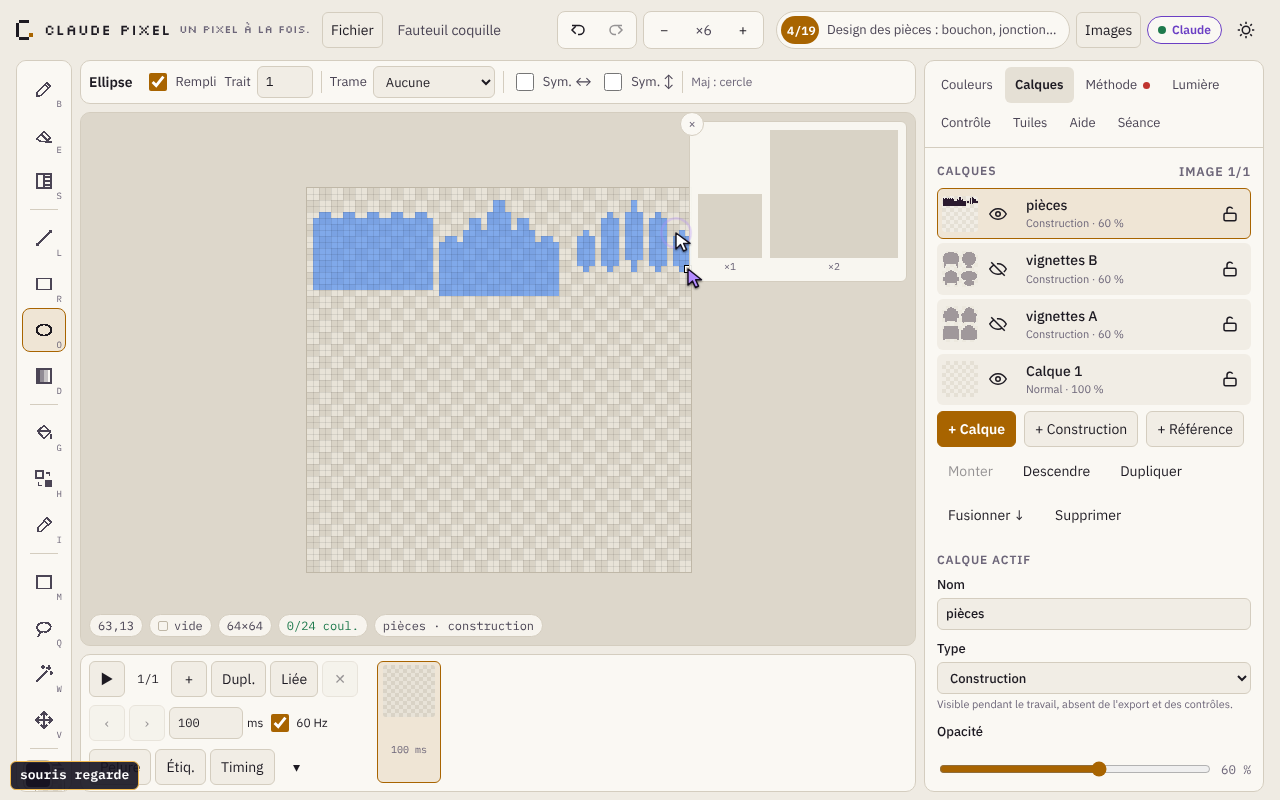 CLAUDE PIXEL
UN PIXEL À LA FOIS.
Fichier
Fauteuil coquille
−
×6
+
4/19
Design des pièces : bouchon, jonction…
Images
Claude
Ellipse
Rempli
Trait
1
Trame
Aucune
Sym. ↔
Sym. ↕
Maj : cercle
B
E
S
L
R
O
D
G
H
I
M
Q
W
V
×
×1
×2
63,13
vide
64×64
0/24 coul.
pièces · construction
1/1
+
Dupl.
Liée
✕
‹
›
100
ms
60 Hz
Étiq.
Timing
▼
100 ms
souris regarde
Couleurs
Calques
Méthode
Lumière
Contrôle
Tuiles
Aide
Séance
CALQUES
IMAGE 1/1
pièces
Construction · 60 %
vignettes B
Construction · 60 %
vignettes A
Construction · 60 %
Calque 1
Normal · 100 %
+ Calque
+ Construction
+ Référence
Monter
Descendre
Dupliquer
Fusionner ↓
Supprimer
CALQUE ACTIF
Nom
pièces
Type
Construction
Visible pendant le travail, absent de l'export et des contrôles.
Opacité
60 %